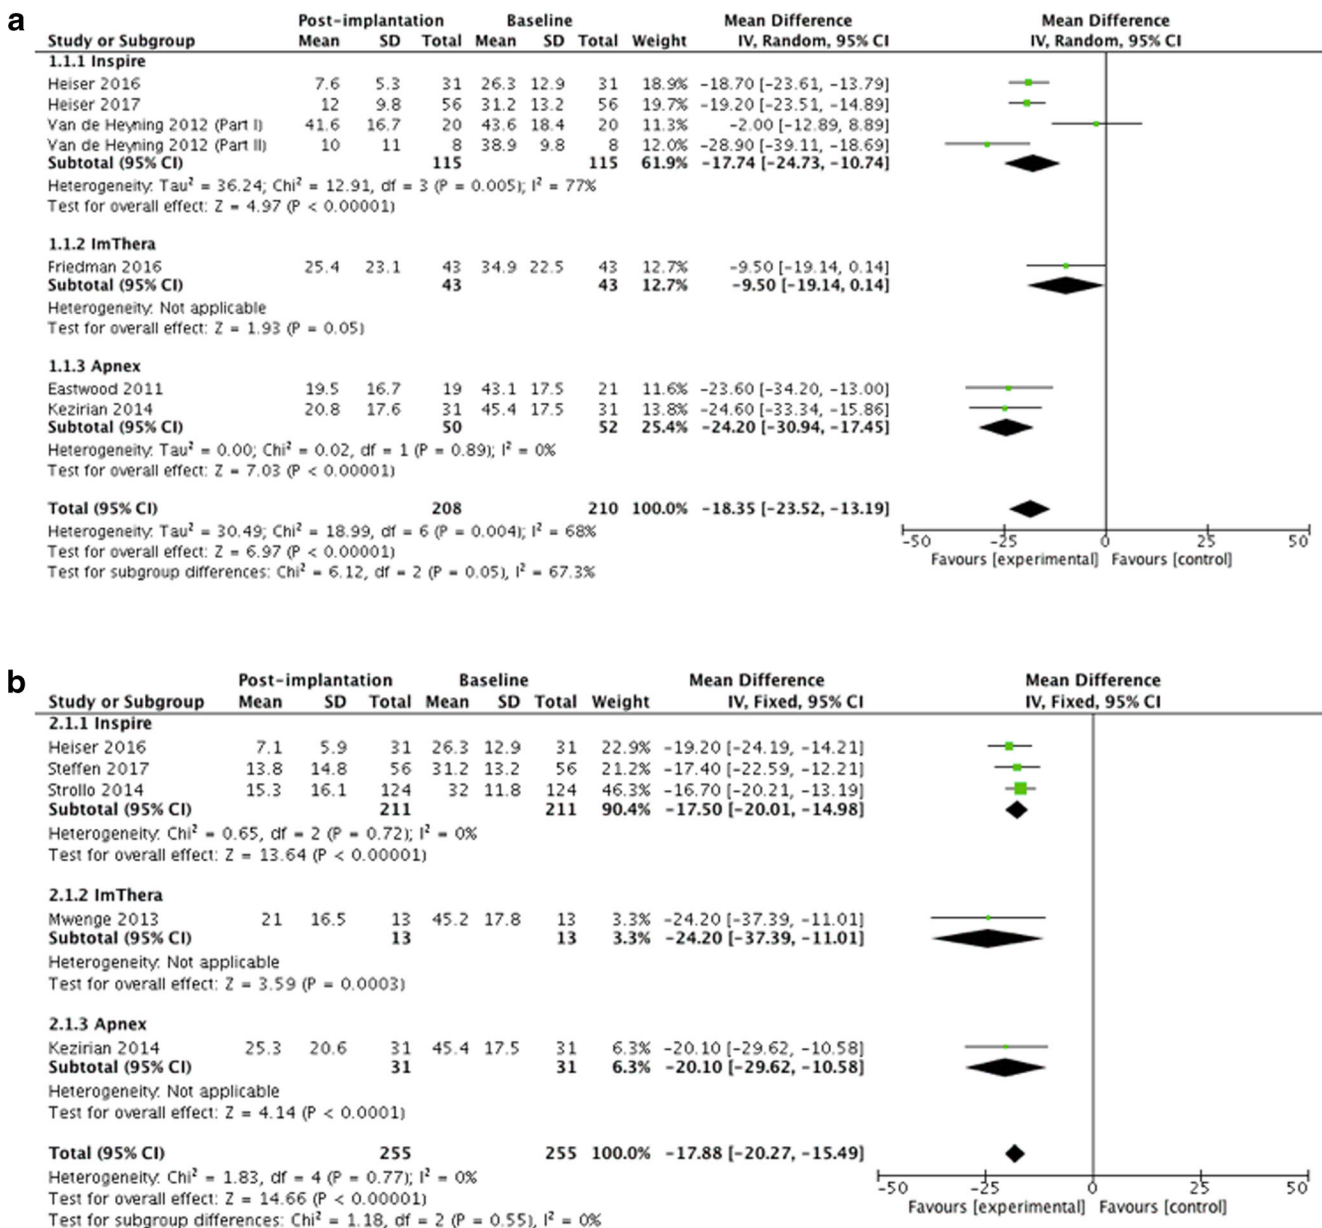 a
Post-implantation Baseline Mean Difference Mean Difference
Study or Subgroup Mean SD Total Mean SD Total Weight IV, Random, 95% CI IV, Random, 95% CI
1.1.1 Inspire
Heiser 2016 7.6 5.3 31 26.3 12.9 31 18.9% -18.70 [-23.61, -13.79]
Heiser 2017 12 9.8 56 31.2 13.2 56 19.7% -19.20 [-23.51, -14.89]
Van de Heyning 2012 (Part I) 41.6 16.7 20 43.6 18.4 20 11.3% -2.00 [-12.89, 8.89]
Van de Heyning 2012 (Part II) 10 11 8 38.9 9.8 8 12.0% -28.90 [-39.11, -18.69]
Subtotal (95% CI) 115 115 61.9% -17.74 [-24.73, -10.74]
Heterogeneity: Tau² = 36.24; Chi² = 12.91, df = 3 (P = 0.005); I² = 77%
Test for overall effect: Z = 4.97 (P < 0.00001)
1.1.2 ImThera
Friedman 2016 25.4 23.1 43 34.9 22.5 43 12.7% -9.50 [-19.14, 0.14]
Subtotal (95% CI) 43 43 12.7% -9.50 [-19.14, 0.14]
Heterogeneity: Not applicable
Test for overall effect: Z = 1.93 (P = 0.05)
1.1.3 Apnex
Eastwood 2011 19.5 16.7 19 43.1 17.5 21 11.6% -23.60 [-34.20, -13.00]
Kezirian 2014 20.8 17.6 31 45.4 17.5 31 13.8% -24.60 [-33.34, -15.86]
Subtotal (95% CI) 50 52 25.4% -24.20 [-30.94, -17.45]
Heterogeneity: Tau² = 0.00; Chi² = 0.02, df = 1 (P = 0.89); I² = 0%
Test for overall effect: Z = 7.03 (P < 0.00001)
Total (95% CI) 208 210 100.0% -18.35 [-23.52, -13.19]
Heterogeneity: Tau² = 30.49; Chi² = 18.99, df = 6 (P = 0.004); I² = 68%
Test for overall effect: Z = 6.97 (P < 0.00001)
Test for subgroup differences: Chi² = 6.12, df = 2 (P = 0.05), I² = 67.3%
-50 -25 0 25 50
Favours [experimental] Favours [control]
b
Post-implantation Baseline Mean Difference Mean Difference
Study or Subgroup Mean SD Total Mean SD Total Weight IV, Fixed, 95% CI IV, Fixed, 95% CI
2.1.1 Inspire
Heiser 2016 7.1 5.9 31 26.3 12.9 31 22.9% -19.20 [-24.19, -14.21]
Steffen 2017 13.8 14.8 56 31.2 13.2 56 21.2% -17.40 [-22.59, -12.21]
Strollo 2014 15.3 16.1 124 32 11.8 124 46.3% -16.70 [-20.21, -13.19]
Subtotal (95% CI) 211 211 90.4% -17.50 [-20.01, -14.98]
Heterogeneity: Chi² = 0.65, df = 2 (P = 0.72); I² = 0%
Test for overall effect: Z = 13.64 (P < 0.00001)
2.1.2 ImThera
Mwenge 2013 21 16.5 13 45.2 17.8 13 3.3% -24.20 [-37.39, -11.01]
Subtotal (95% CI) 13 13 3.3% -24.20 [-37.39, -11.01]
Heterogeneity: Not applicable
Test for overall effect: Z = 3.59 (P = 0.0003)
2.1.3 Apnex
Kezirian 2014 25.3 20.6 31 45.4 17.5 31 6.3% -20.10 [-29.62, -10.58]
Subtotal (95% CI) 31 31 6.3% -20.10 [-29.62, -10.58]
Heterogeneity: Not applicable
Test for overall effect: Z = 4.14 (P < 0.0001)
Total (95% CI) 255 255 100.0% -17.88 [-20.27, -15.49]
Heterogeneity: Chi² = 1.83, df = 4 (P = 0.77); I² = 0%
Test for overall effect: Z = 14.66 (P < 0.00001)
Test for subgroup differences: Chi² = 1.18, df = 2 (P = 0.55), I² = 0%
-50 -25 0 25 50
Favours [experimental] Favours [control]